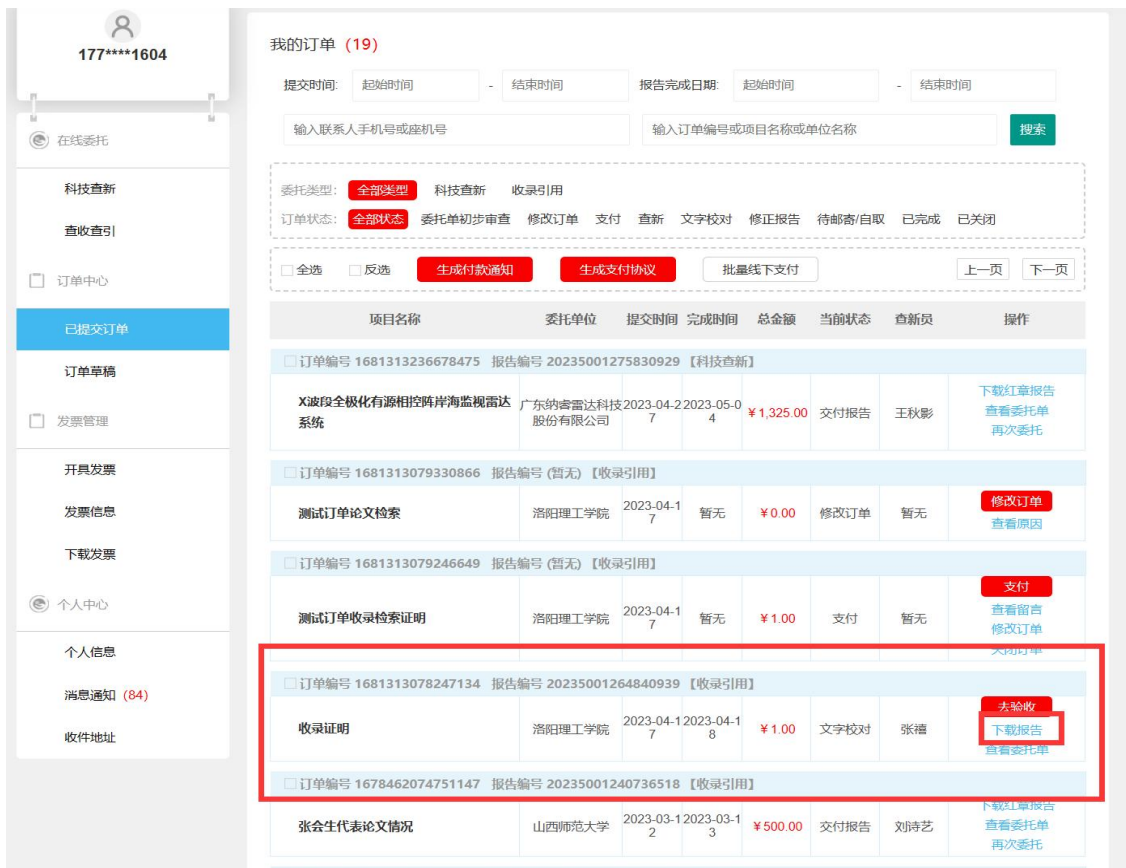 177****1604
在线委托
科技查新
查收查引
订单中心
已提交订单
订单草稿
发票管理
开具发票
发票信息
下载发票
个人中心
个人信息
消息通知 (84)
收件地址
我的订单 (19)
提交时间: 起始时间 - 结束时间 报告完成日期: 起始时间 - 结束时间
输入联系人手机号或座机号 输入订单编号或项目名称或单位名称 搜索
委托类型: 全部类型 科技查新 收录引用
订单状态: 全部状态 委托单初步审查 修改订单 支付 查新 文字校对 修正报告 待邮寄/自取 已完成 已关闭
全选 反选 生成付款通知 生成支付协议 批量线下支付 上一页 下一页
项目名称 委托单位 提交时间 完成时间 总金额 当前状态 查新员 操作
订单编号 1681313236678475 报告编号 20235001275830929 【科技查新】
X波段全极化有源相控阵岸海监视雷达
系统
广东纳睿雷达科技
股份有限公司
2023-04-2
7
2023-05-0
4
¥1,325.00 交付报告 王秋影
下载红章报告
查看委托单
再次委托
订单编号 1681313079330866 报告编号 (暂无) 【收录引用】
测试订单论文检索 洛阳理工学院
2023-04-1
7
暂无 ¥0.00 修改订单 暂无
修改订单
查看原因
订单编号 1681313079246649 报告编号 (暂无) 【收录引用】
测试订单收录检索证明 洛阳理工学院
2023-04-1
7
暂无 ¥1.00 支付 暂无
支付
查看留言
修改订单
关闭订单
订单编号 1681313078247134 报告编号 20235001264840939 【收录引用】
收录证明 洛阳理工学院
2023-04-1
7
2023-04-1
8
¥1.00 文字校对 张禧
去验收
下载报告
查看委托单
订单编号 1678462074751147 报告编号 20235001240736518 【收录引用】
张会生代表论文情况 山西师范大学
2023-03-1
2
2023-03-1
3
¥500.00 交付报告 刘诗艺
下载红章报告
查看委托单
再次委托